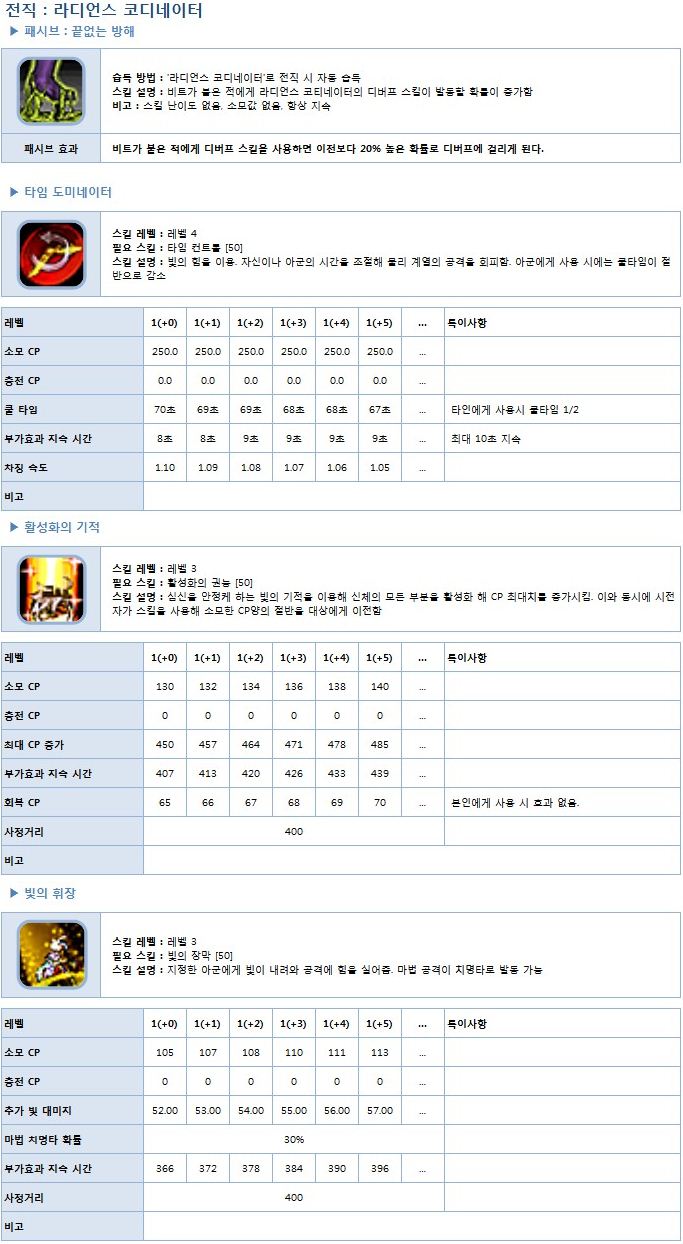 전직 : 라디언스 코디네이터
▶ 패시브 : 끝없는 방해
습득 방법 : '라디언스 코디네이터'로 전직 시 자동 습득
스킬 설명 : 비트가 붙은 적에게 라디언스 코디네이터의 디버프 스킬이 발동할 확률이 증가함
비고 : 스킬 난이도 없음, 소모값 없음, 항상 지속
패시브 효과 비트가 붙은 적에게 디버프 스킬을 사용하면 이전보다 20% 높은 확률로 디버프에 걸리게 된다.
▶ 타임 도미네이터
스킬 레벨 : 레벨 4
필요 스킬 : 타임 컨트롤 [50]
스킬 설명 : 빛의 힘을 이용. 자신이나 아군의 시간을 조절해 물리 계열의 공격을 회피함. 아군에게 사용 시에는 쿨타임이 절
반으로 감소
레벨 1(+0) 1(+1) 1(+2) 1(+3) 1(+4) 1(+5) ... 특이사항
소모 CP 250.0 250.0 250.0 250.0 250.0 250.0 ...
충전 CP 0.0 0.0 0.0 0.0 0.0 0.0 ...
쿨 타임 70초 69초 69초 68초 68초 67초 ... 타인에게 사용시 쿨타임 1/2
부가효과 지속 시간 8초 8초 9초 9초 9초 9초 ... 최대 10초 지속
차징 속도 1.10 1.09 1.08 1.07 1.06 1.05 ...
비고
▶ 활성화의 기적
스킬 레벨 : 레벨 3
필요 스킬 : 활성화의 권능 [50]
스킬 설명 : 심신을 안정케 하는 빛의 기적을 이용해 신체의 모든 부분을 활성화 해 CP 최대치를 증가시킴. 이와 동시에 시전
자가 스킬을 사용해 소모한 CP양의 절반을 대상에게 이전함
레벨 1(+0) 1(+1) 1(+2) 1(+3) 1(+4) 1(+5) ... 특이사항
소모 CP 130 132 134 136 138 140 ...
충전 CP 0 0 0 0 0 0 ...
최대 CP 증가 450 457 464 471 478 485 ...
부가효과 지속 시간 407 413 420 426 433 439 ...
회복 CP 65 66 67 68 69 70 ... 본인에게 사용 시 효과 없음.
사정거리 400
비고
▶ 빛의 휘장
스킬 레벨 : 레벨 3
필요 스킬 : 빛의 장막 [50]
스킬 설명 : 지정한 아군에게 빛이 내려와 공격에 힘을 실어줌. 마법 공격이 치명타로 발동 가능
레벨 1(+0) 1(+1) 1(+2) 1(+3) 1(+4) 1(+5) ... 특이사항
소모 CP 105 107 108 110 111 113 ...
충전 CP 0 0 0 0 0 0 ...
추가 빛 대미지 52.00 53.00 54.00 55.00 56.00 57.00 ...
마법 치명타 확률 30%
부가효과 지속 시간 366 372 378 384 390 396 ...
사정거리 400
비고